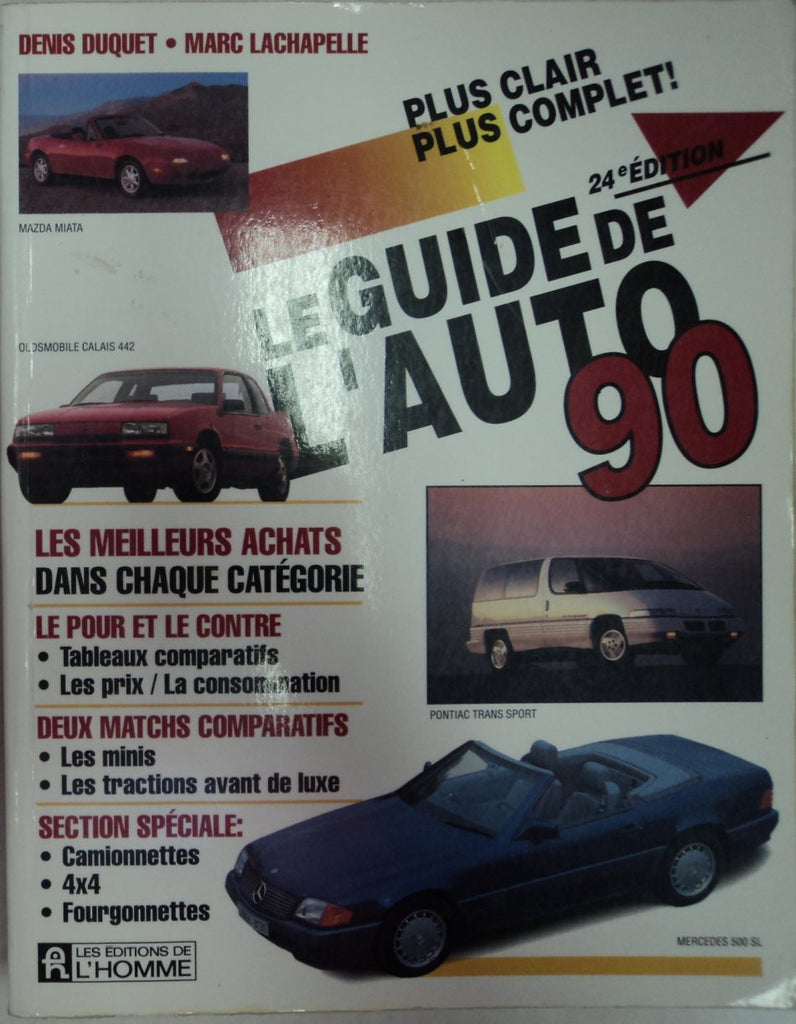 DENIS DUQUET • MARC LACHAPELLE
PLUS CLAIR
PLUS COMPLET!
24e ÉDITION
MAZDA MIATA
LE GUIDE DE
L'AUTO
90
OLDSMOBILE CALAIS 442
LES MEILLEURS ACHATS
DANS CHAQUE CATÉGORIE
LE POUR ET LE CONTRE
• Tableaux comparatifs
• Les prix / La consommation
PONTIAC TRANS SPORT
DEUX MATCHS COMPARATIFS
• Les minis
• Les tractions avant de luxe
SECTION SPÉCIALE:
• Camionnettes
• 4x4
• Fourgonnettes
MERCEDES 500 SL
LES ÉDITIONS DE
L'HOMME